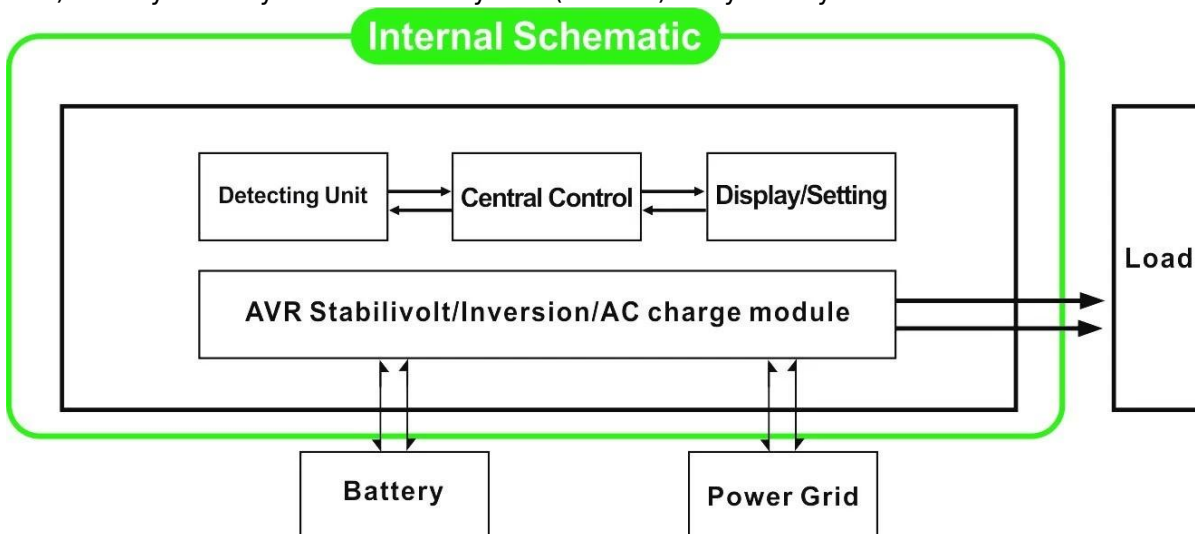 Internal Schematic
Detecting Unit
Central Control
Display/Setting
Load
AVR Stabilivolt/Inversion/AC charge module
Battery
Power Grid